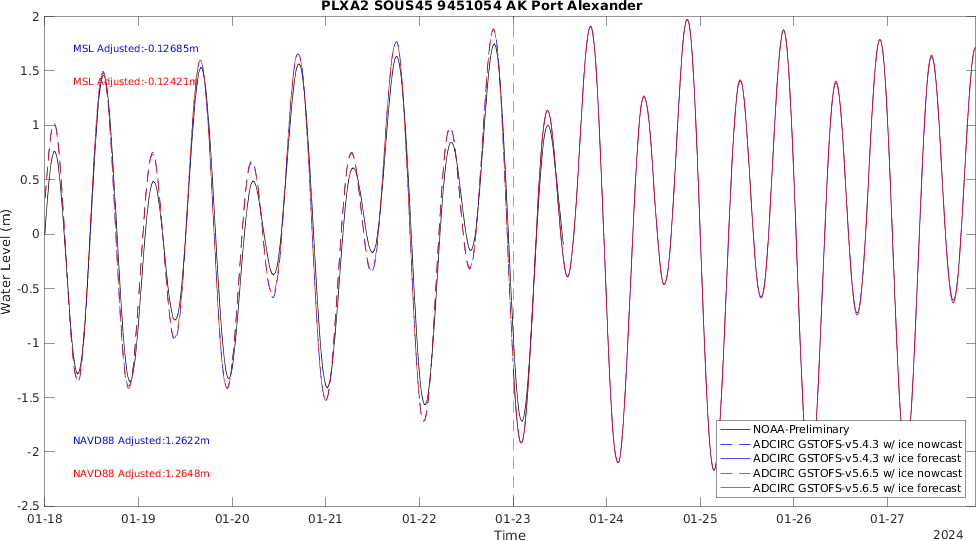 PLXA2 SOUS45 9451054 AK Port Alexander
2
1.5
1
0.5
0
-0.5
-1
-1.5
-2
-2.5
Water Level (m)
MSL Adjusted:-0.12685m
MSL Adjusted:-0.12421m
NAVD88 Adjusted:1.2622m
NAVD88 Adjusted:1.2648m
NOAA-Preliminary
ADCIRC GSTOFS-v5.4.3 w/ ice nowcast
ADCIRC GSTOFS-v5.4.3 w/ ice forecast
ADCIRC GSTOFS-v5.6.5 w/ ice nowcast
ADCIRC GSTOFS-v5.6.5 w/ ice forecast
01-18 01-19 01-20 01-21 01-22 01-23 01-24 01-25 01-26 01-27
Time
2024